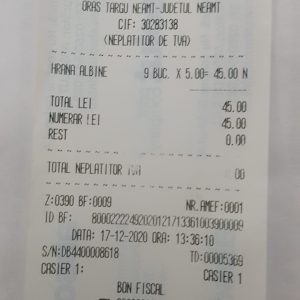 ORAS TARGU NEAMT-JUDETUL NEAMT
CIF: 30283138
(NEPLATITOR DE TVA)
HRANA ALBINE 9 BUC. X 5.00= 45.00 N
TOTAL LEI 45.00
NUMERAR LEI 45.00
REST 0.00
TOTAL NEPLATITOR TVA
Z:0390 BF:0009 NR.AMEF:0001
ID BF: 8000222249202012171336100390009
DATA: 17-12-2020 ORA: 13:36:10
S/N:DB4400008618 TD:00005369
CASIER 1: CASIER 1
BON FISCAL